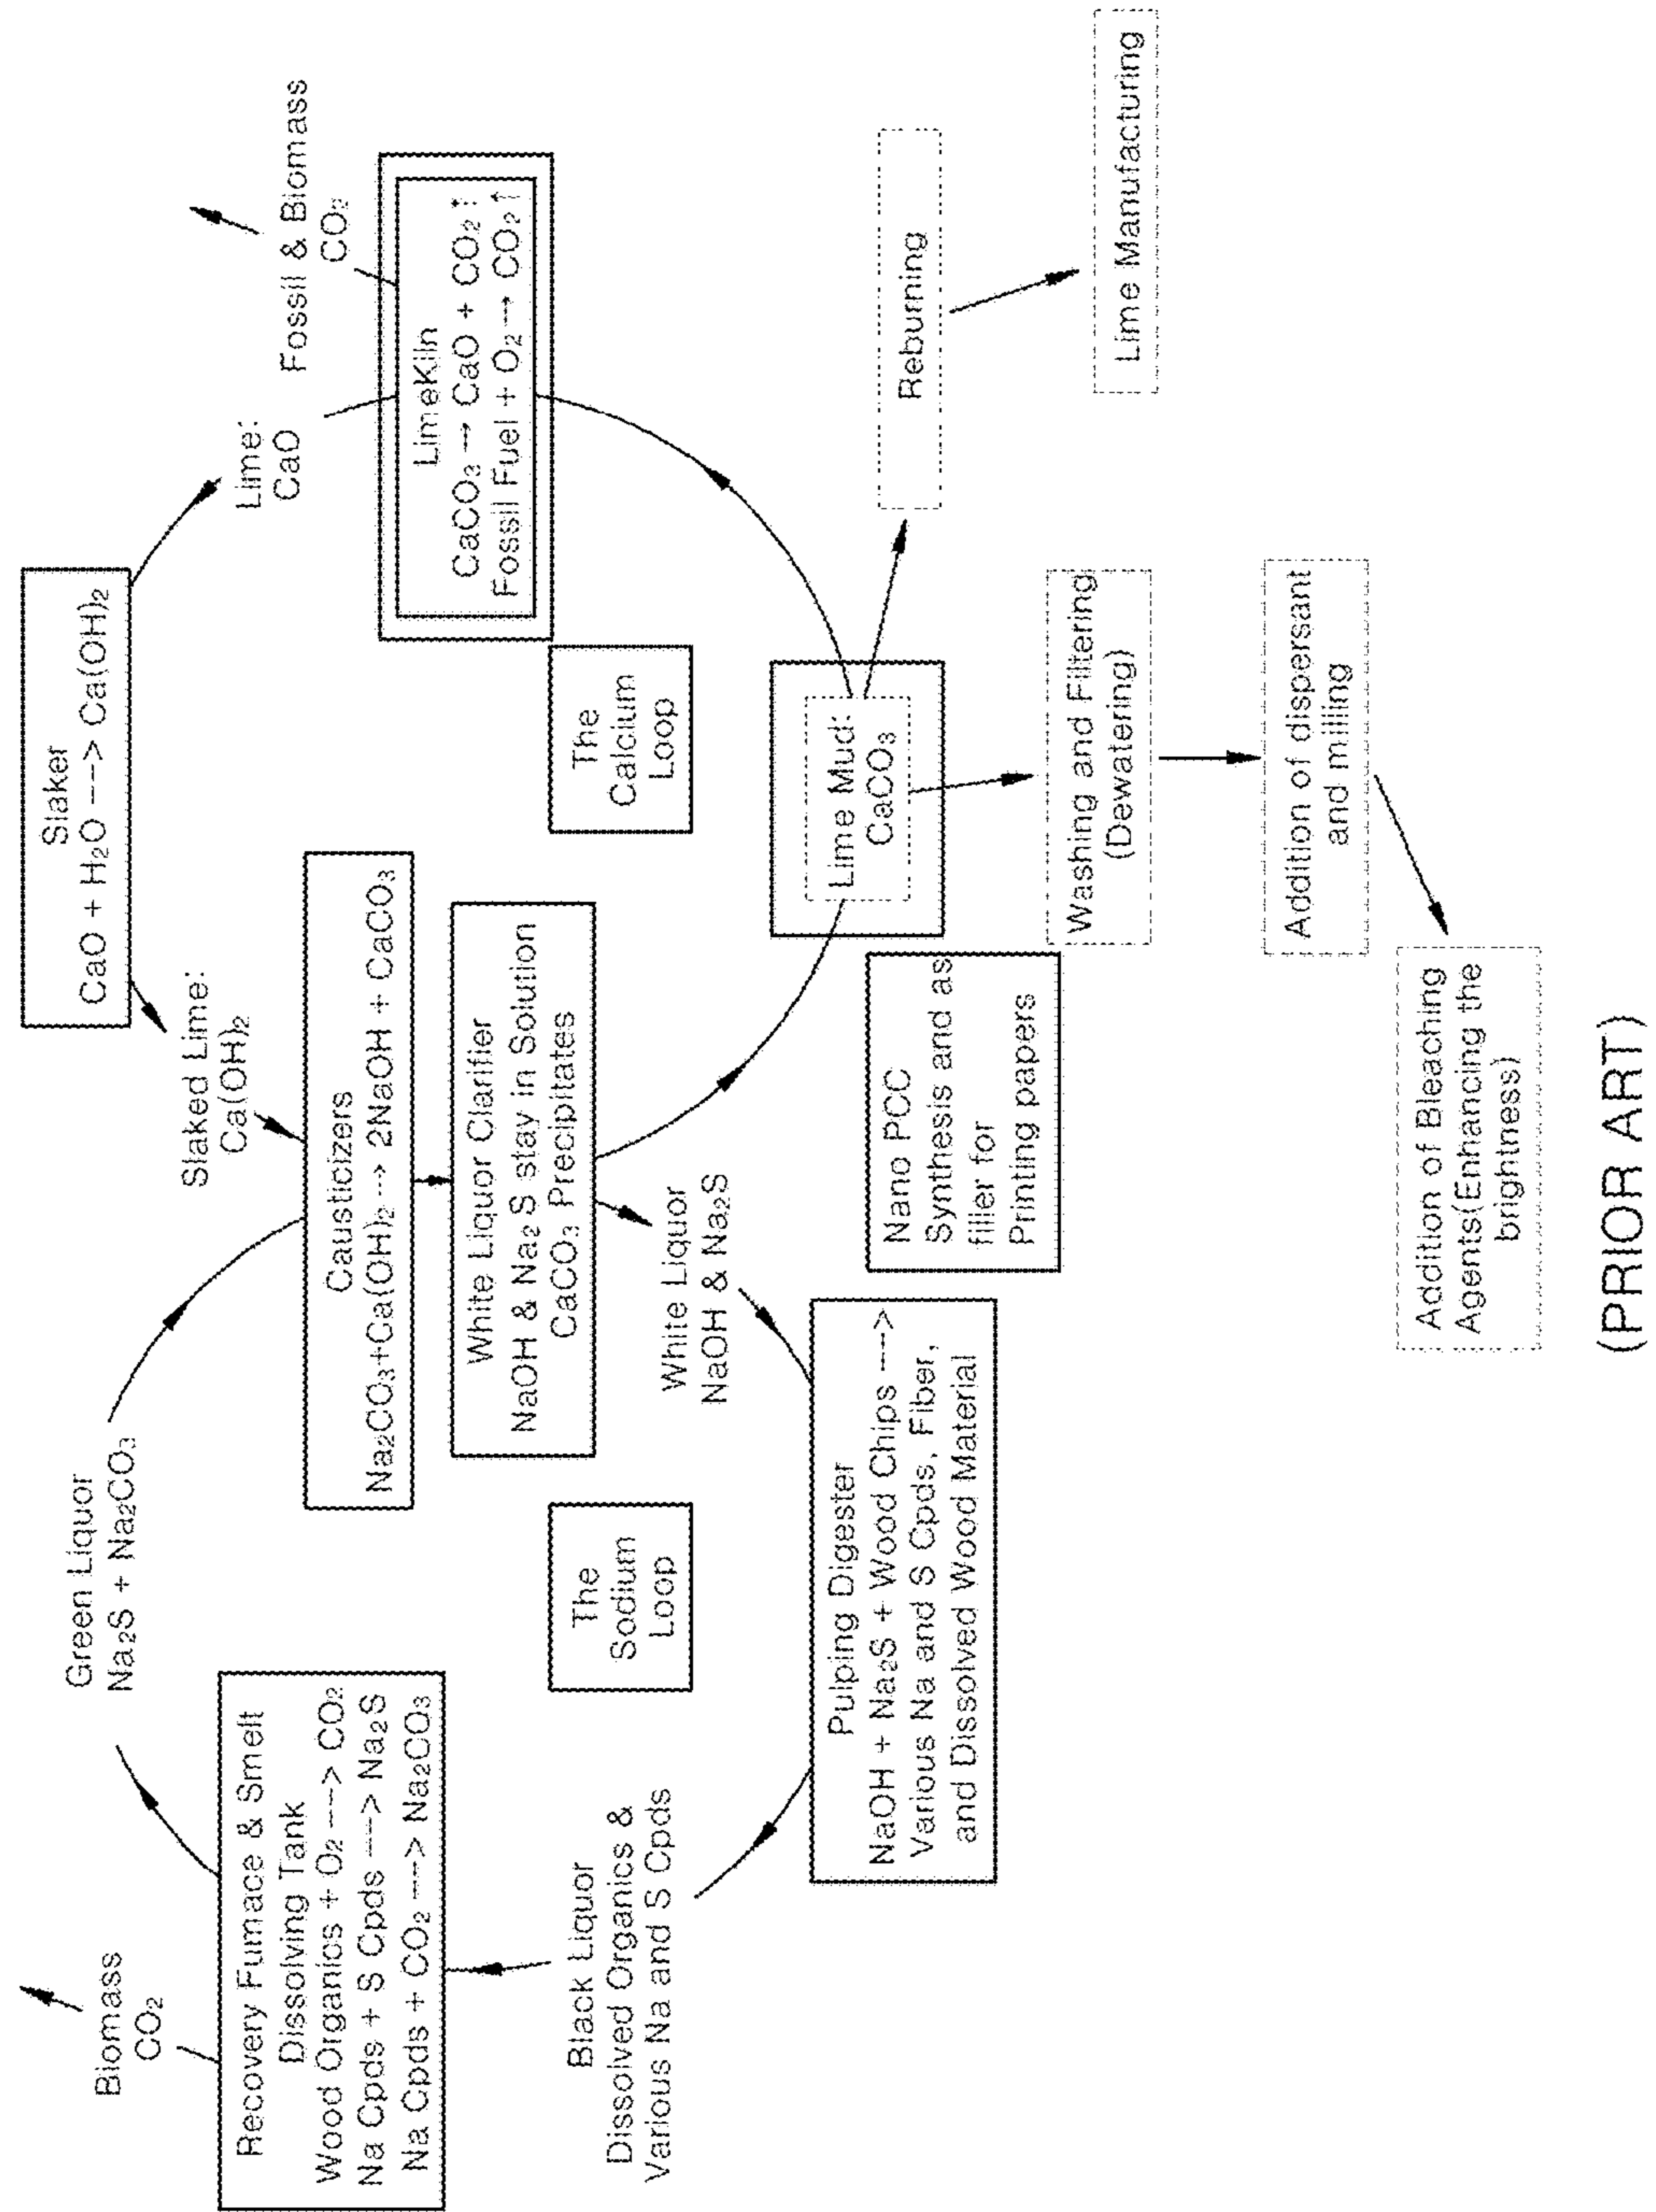 Biomass
CO₂
Recovery Furnace & Smelt
Dissolving Tank
Wood Organics + O₂ ---> CO₂
Na Cpds + S Cpds ---> Na₂S
Na Cpds + CO₂ ---> Na₂CO₃
Green Liquor
Na₂S + Na₂CO₃
Slaker
CaO + H₂O ---> Ca(OH)₂
Slaked Lime:
Ca(OH)₂
Lime:
CaO
Fossil & Biomass
CO₂
Causticizers
Na₂CO₃+Ca(OH)₂---> 2NaOH + CaCO₃
White Liquor Clarifier
NaOH & Na₂S stay in Solution
CaCO₃ Precipitates
LimeKiln
CaCO₃ → CaO + CO₂↑
Fossil Fuel + O₂ → CO₂↑
The
Sodium
Loop
The
Calcium
Loop
Black Liquor
Dissolved Organics &
Various Na and S Cpds
White Liquor
NaOH & Na₂S
Pulping Digester
NaOH + Na₂S + Wood Chips --->
Various Na and S Cpds, Fiber,
and Dissolved Wood Material
Nano PCC
Synthesis and as
filler for
Printing papers
Lime Mud:
CaCO₃
Reburning
Lime Manufacturing
Washing and Filtering
(Dewatering)
Addition of dispersant
and milling
Addition of Bleaching
Agents(Enhancing the
brightness)
(PRIOR ART)